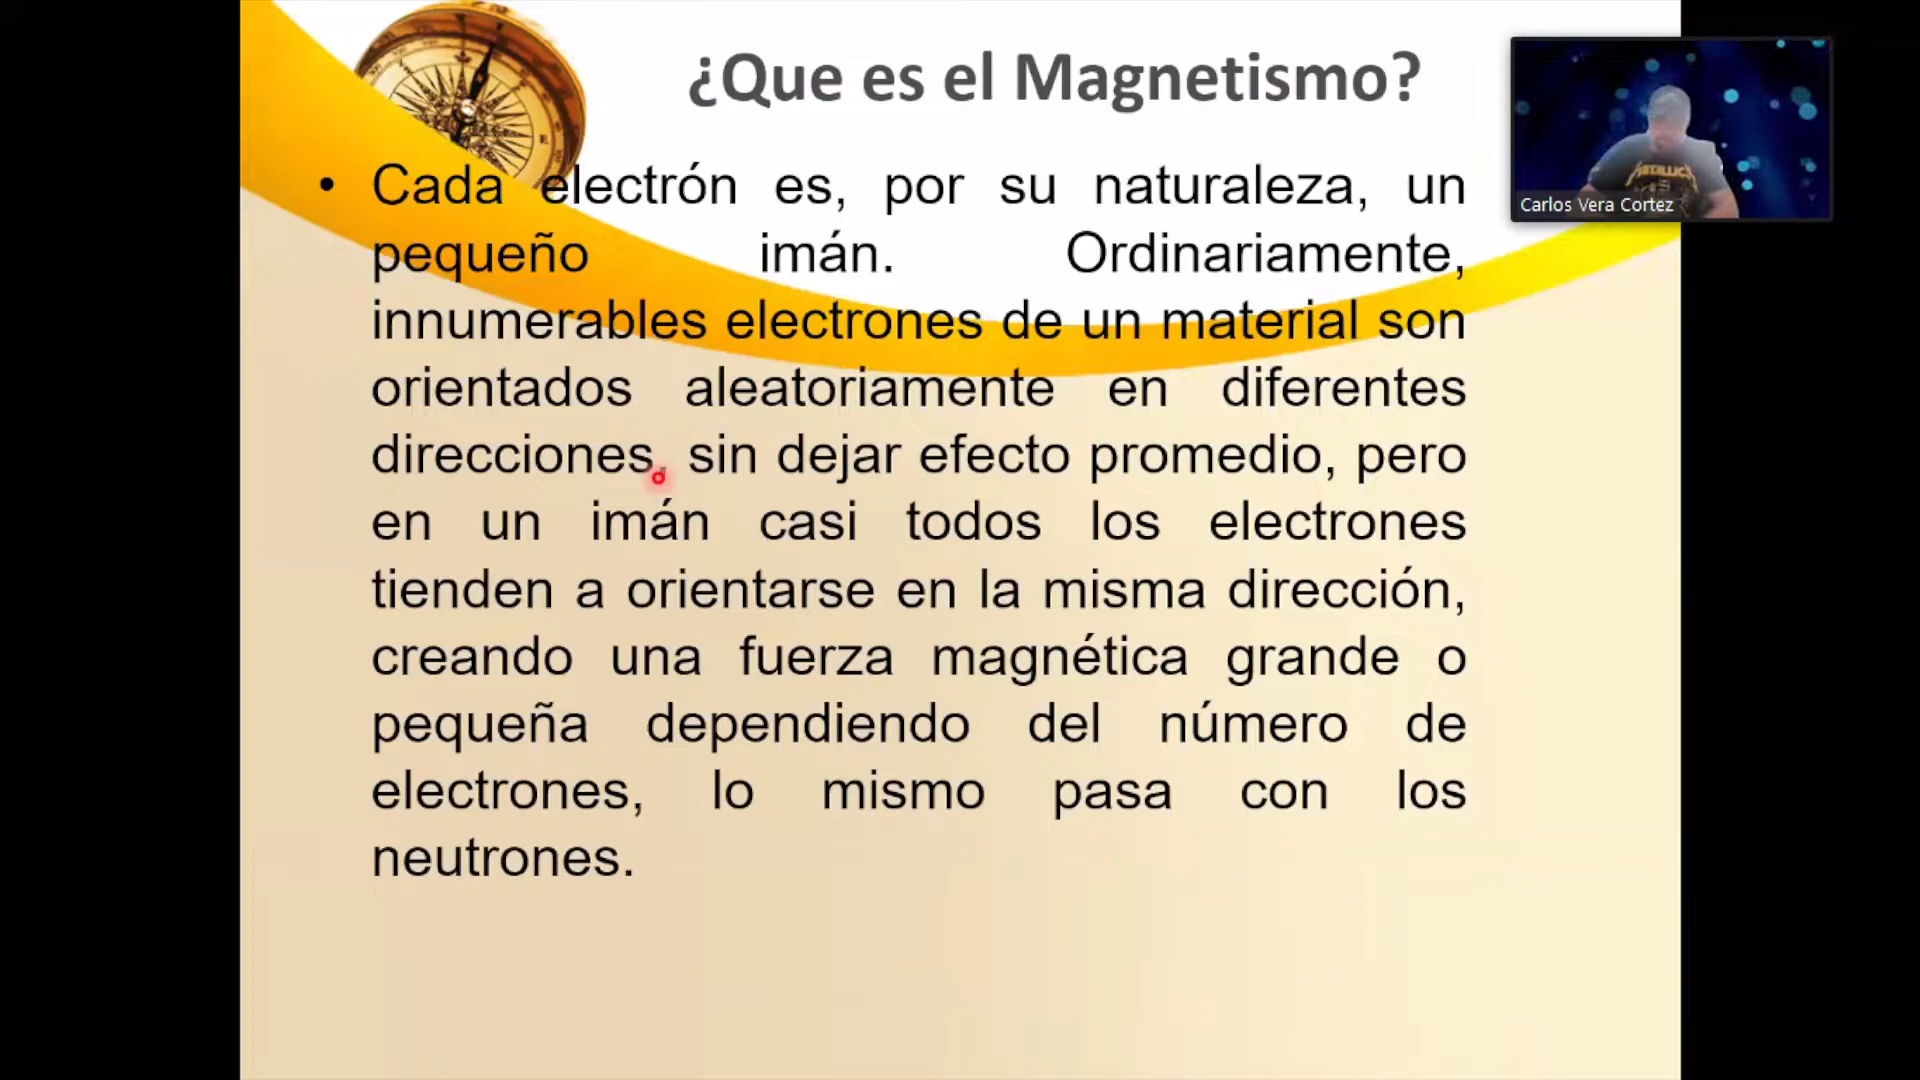 ¿Que es el Magnetismo?
• Cada electrón es, por su naturaleza, un
pequeño imán. Ordinariamente,
innumerables electrones de un material son
orientados aleatoriamente en diferentes
direcciones, sin dejar efecto promedio, pero
en un imán casi todos los electrones
tienden a orientarse en la misma dirección,
creando una fuerza magnética grande o
pequeña dependiendo del número de
electrones, lo mismo pasa con los
neutrones.
METALLICA
Carlos Vera Cortez
E